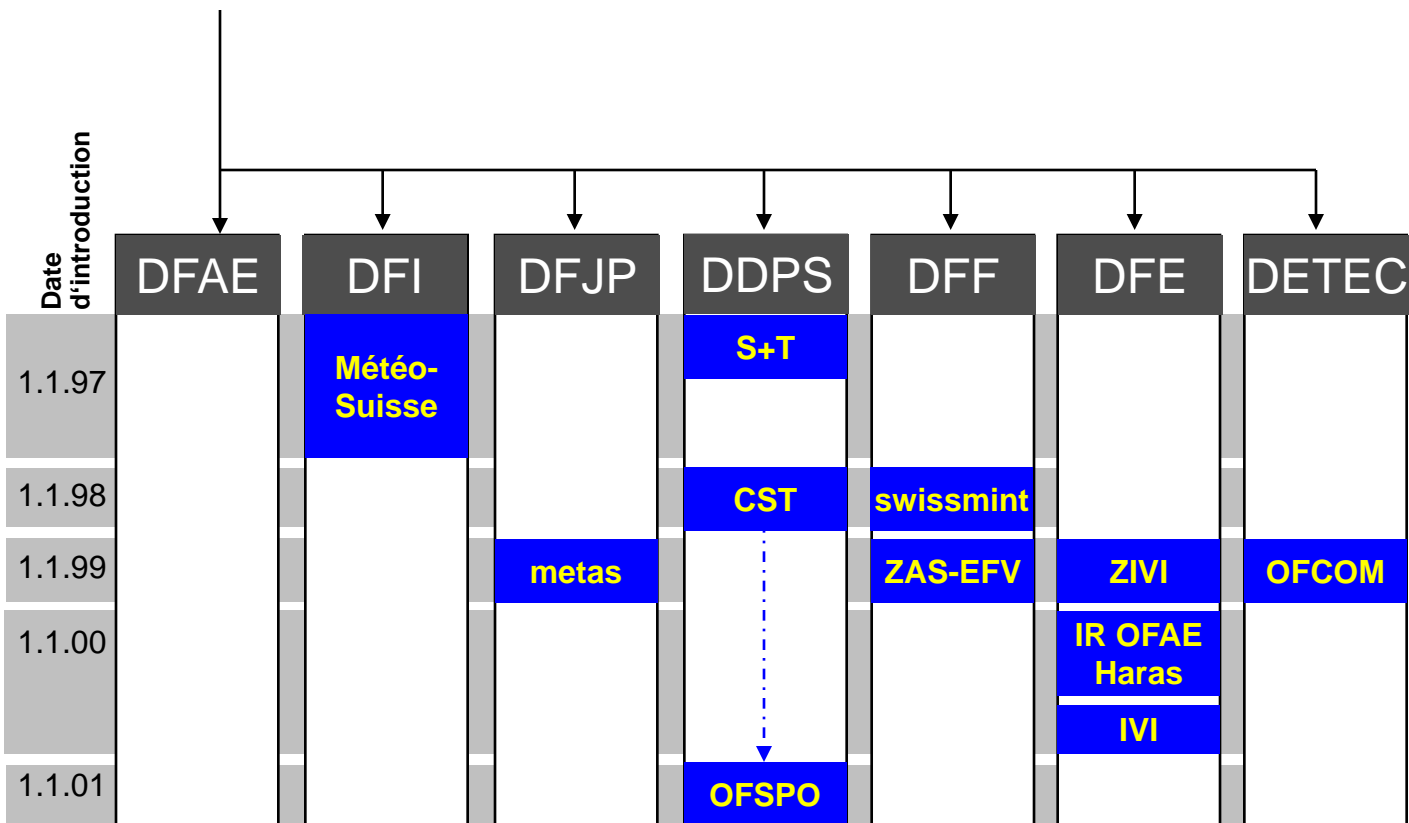 Date
d‘introduction
DFAE DFI DFJP DDPS DFF DFE DETEC
1.1.97
Météo-
Suisse
S+T
1.1.98 CST swissmint
1.1.99 metas ZAS-EFV ZIVI OFCOM
1.1.00
IR OFAE
Haras
IVI
1.1.01 OFSPO